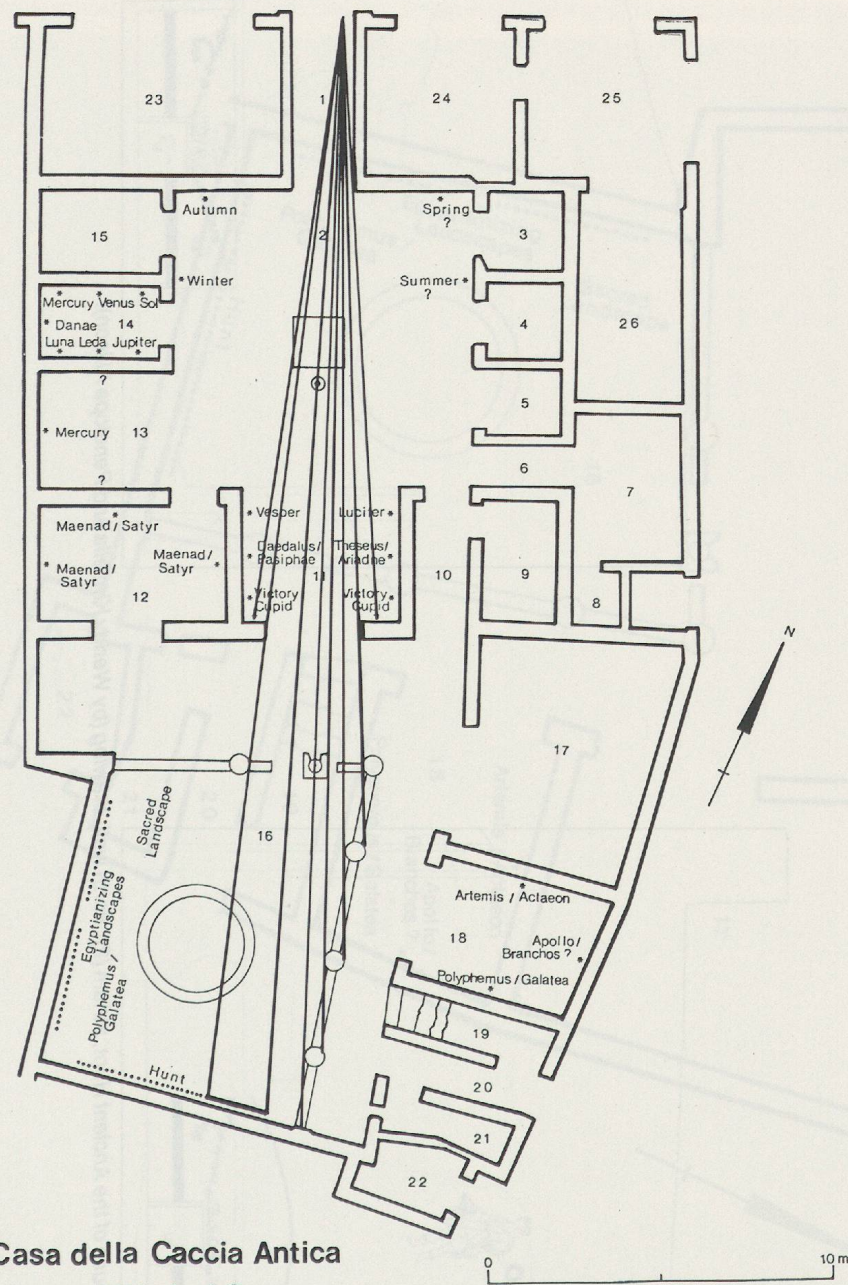 23
1
24
25
Autumn
Spring
?
15
2
3
Winter
Summer
?
Mercury Venus Sol
Danae 14
Luna Leda Jupiter
4
26
?
5
Mercury 13
?
6
7
Maenad / Satyr
Vesper
Lucifer
Maenad /
Satyr
Maenad /
Satyr
Daedalus/
Pasiphae
Theseus/
Ariadne
12
11
10
9
8
Victory
Cupid
Victory
Cupid
N
17
Sacred
Landscape
16
Egyptianizing
Landscapes
Polyphemus /
Galatea
Artemis / Actaeon
18
Apollo/
Branchos ?
Polyphemus / Galatea
19
Hunt
20
21
22
Casa della Caccia Antica
0
10 m